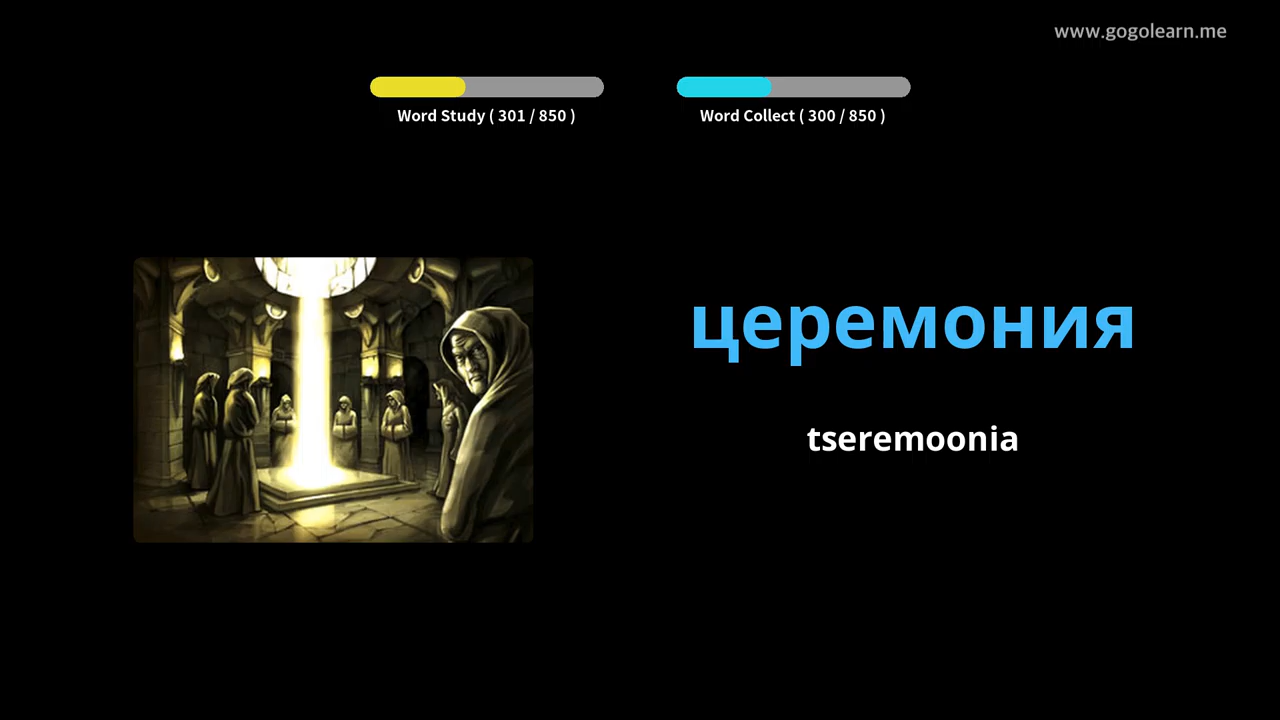 www.gogolearn.me
Word Study ( 301 / 850 )
Word Collect ( 300 / 850 )
церемония
tseremoonia